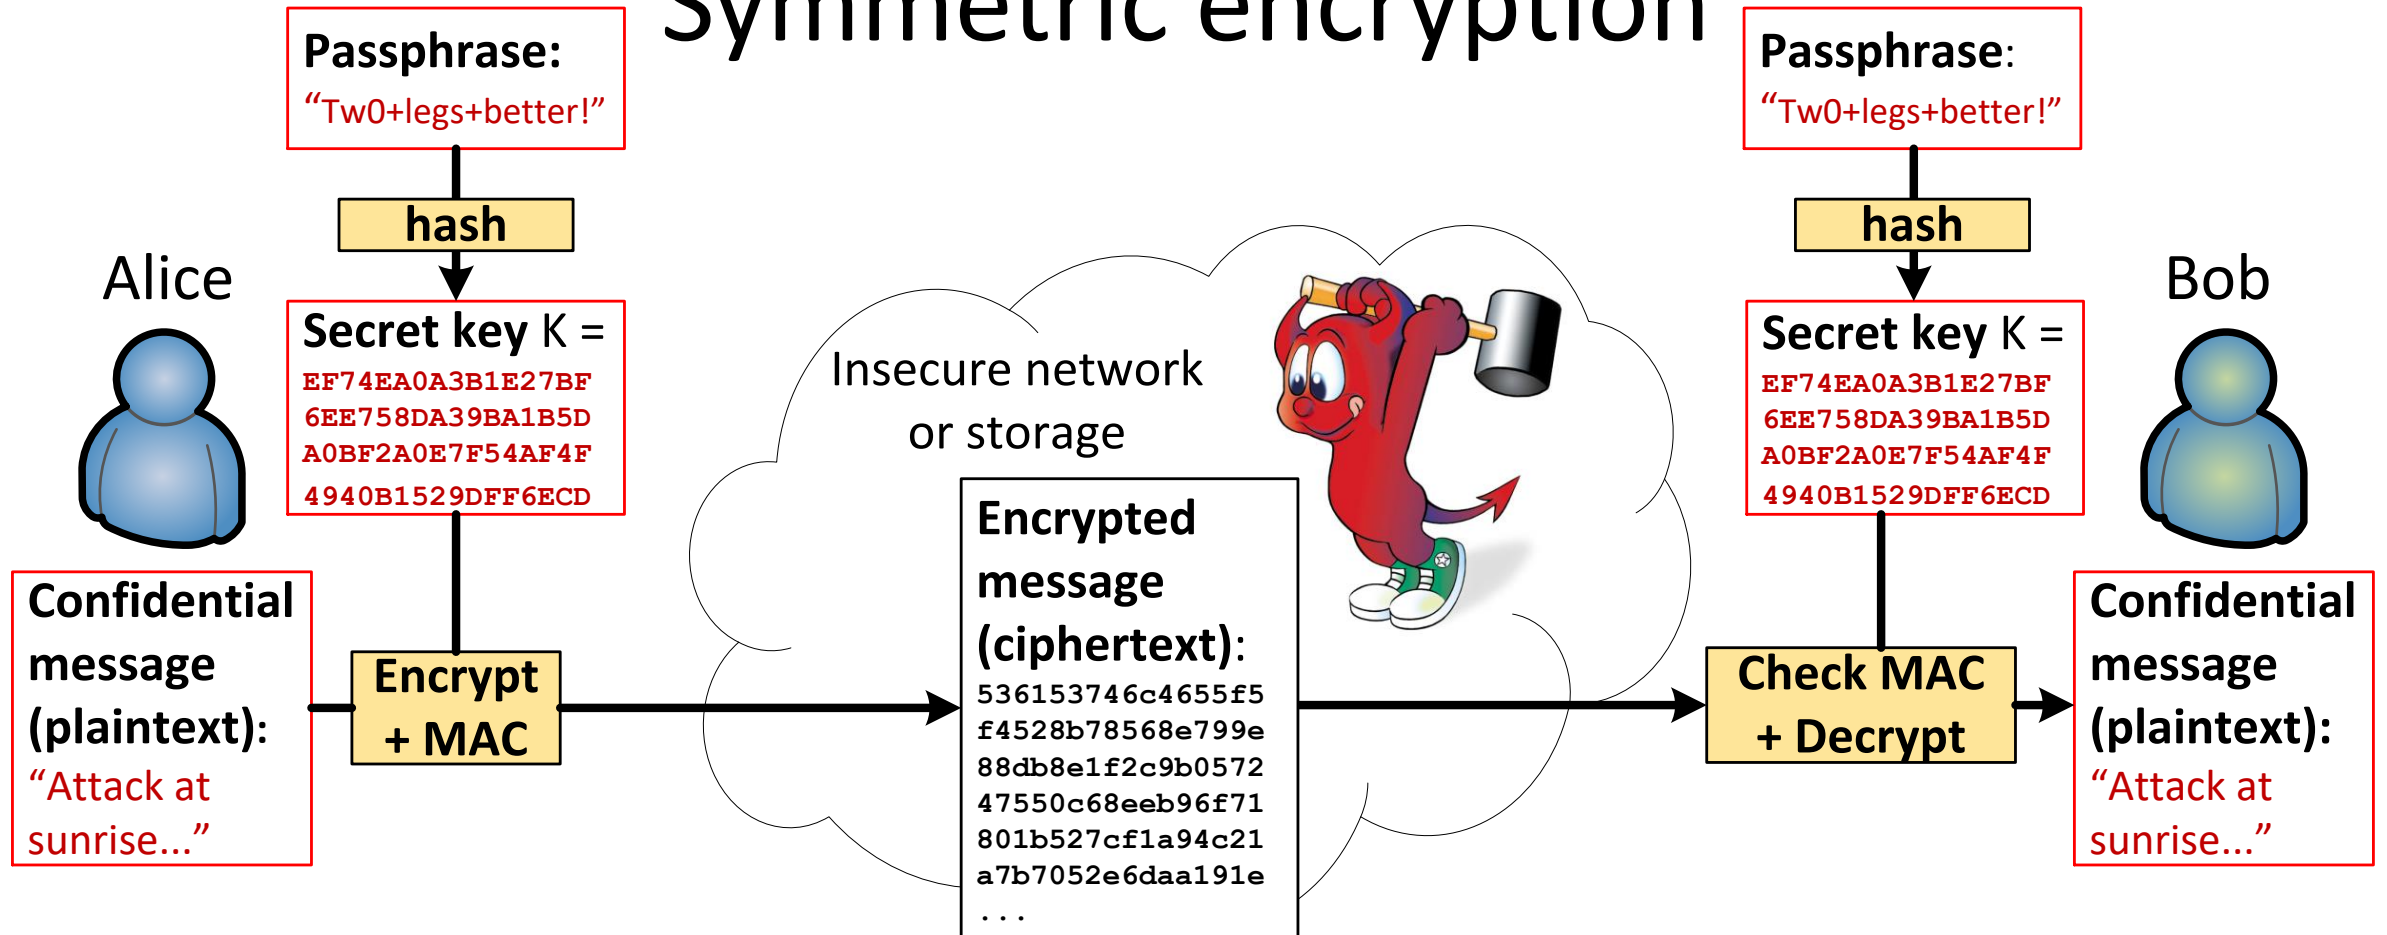 Symmetric encryption
Passphrase:
“Tw0+legs+better!”
hash
Alice
Secret key K =
EF74EA0A3B1E27BF
6EE758DA39BA1B5D
A0BF2A0E7F54AF4F
4940B1529DFF6ECD
Confidential
message
(plaintext):
“Attack at
sunrise...”
Encrypt
+ MAC
Insecure network
or storage
Encrypted
message
(ciphertext):
536153746c4655f5
f4528b78568e799e
88db8e1f2c9b0572
47550c68eeb96f71
801b527cf1a94c21
a7b7052e6daa191e
...
Passphrase:
“Tw0+legs+better!”
hash
Bob
Secret key K =
EF74EA0A3B1E27BF
6EE758DA39BA1B5D
A0BF2A0E7F54AF4F
4940B1529DFF6ECD
Check MAC
+ Decrypt
Confidential
message
(plaintext):
“Attack at
sunrise...”